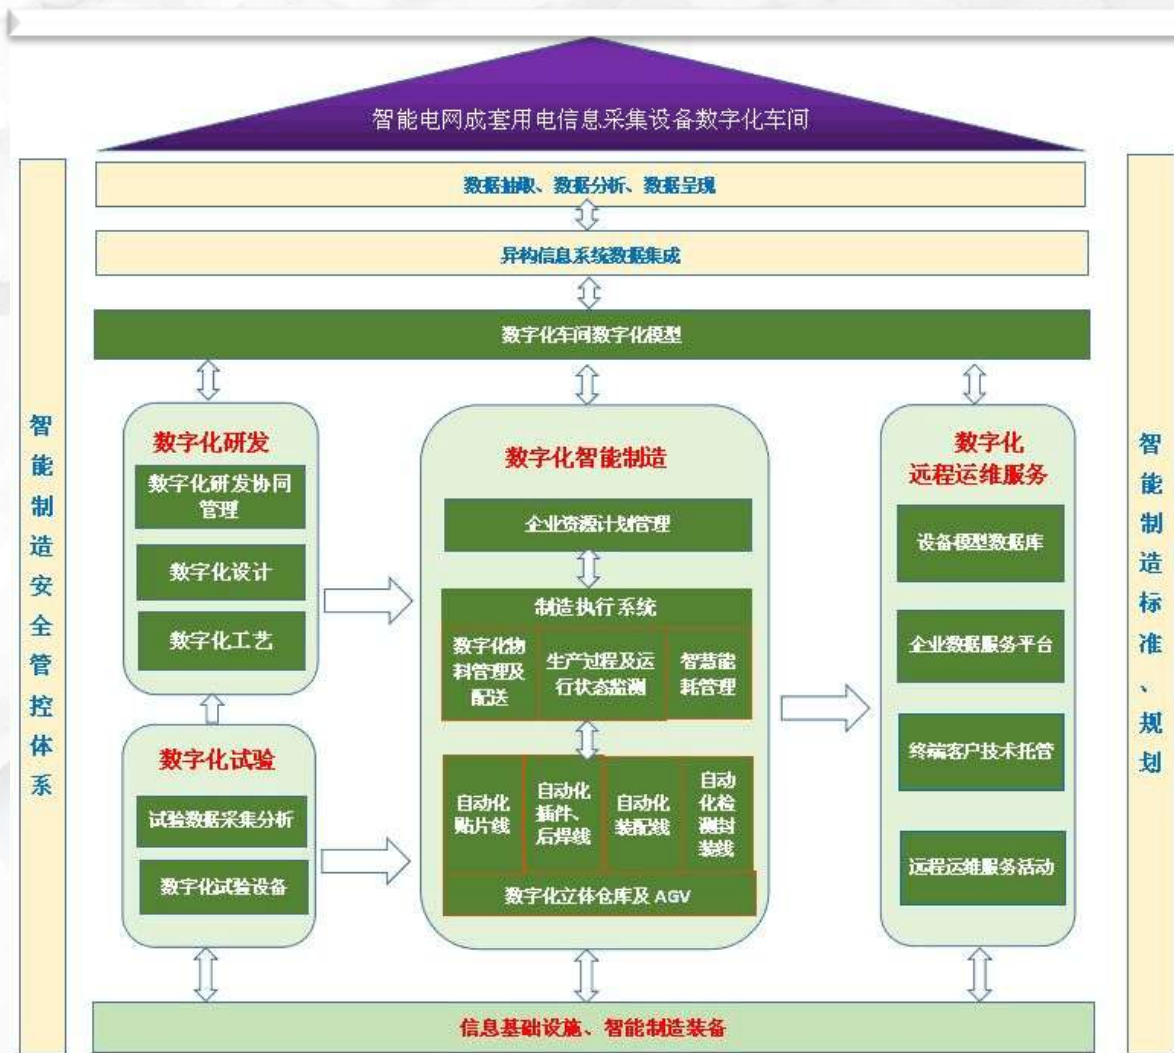 智能电网成套用电信息采集设备数字化车间
数据抽取、数据分析、数据呈现
异构信息系统数据集成
数字化车间数字化模型
智能制造安全管控体系
数字化研发
数字化研发协同
管理
数字化设计
数字化工艺
数字化试验
试验数据采集分析
数字化试验设备
数字化智能制造
企业资源计划管理
制造执行系统
数字化物
料管理及
配送
生产过程及运
行状态监测
智慧能
耗管理
自动化
贴片线
自动化
插件、
后焊线
自动化
装配线
自动
化检
测封
装线
数字化立体仓库及 AGV
数字化
远程运维服务
设备模型数据库
企业数据服务平台
终端客户技术托管
远程运维服务活动
智能制造标准、规划
信息基础设施、智能制造装备